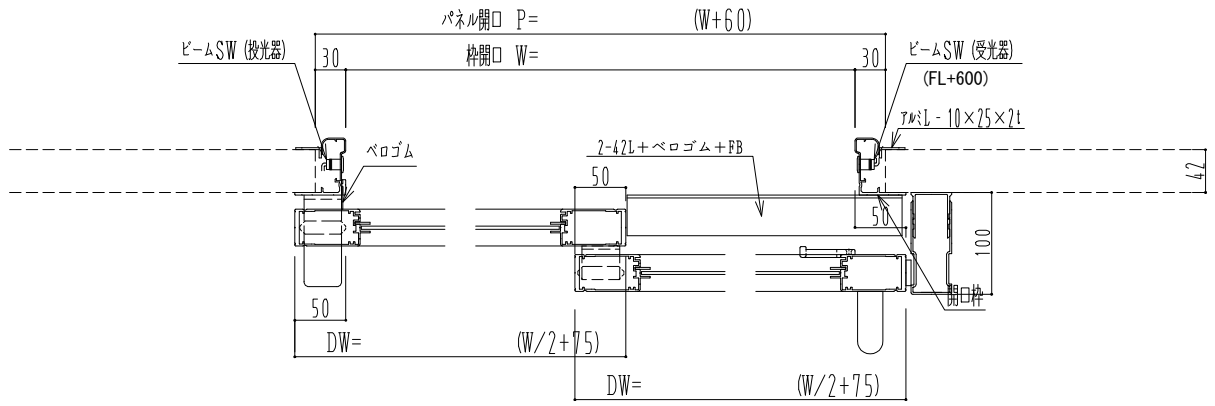 パネル開口 P= (W+60)
ビームSW (投光器)
30
枠開口 W=
30
ビームSW (受光器)
(FL+600)
アルミL - 10×25×2t
ベロゴム
2-42L+ベロゴム+FB
42
50
50
100
開口枠
50
DW= (W/2+75)
DW= (W/2+75)